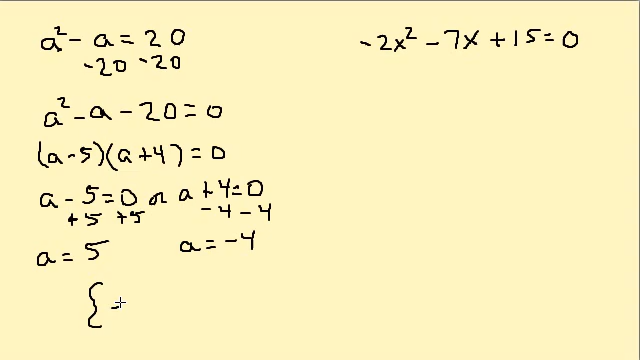 a² - a = 20
-20 -20
a² - a - 20 = 0
(a - 5)(a + 4) = 0
a - 5 = 0 or a + 4 = 0
+5 +5 -4 -4
a = 5 a = -4
{ -
-2x² - 7x + 15 = 0